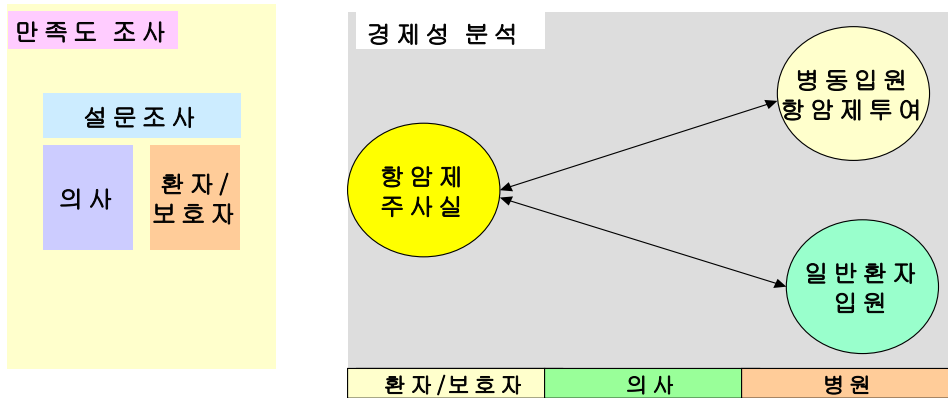 만족도 조사
설문조사
의사
환자/
보호자
경제성 분석
항암제
주사실
병동입원
항암제투여
일반환자
입원
환자/보호자
의사
병원